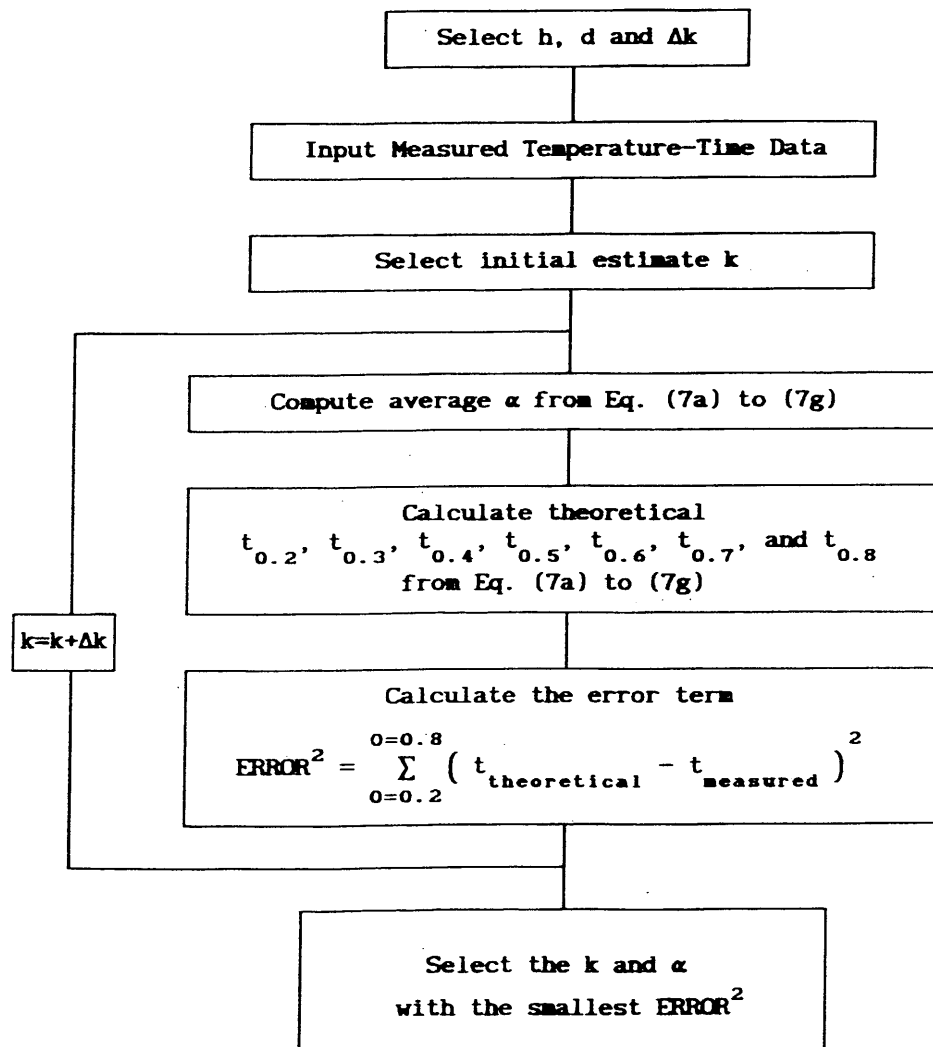 Select h, d and Δk
Input Measured Temperature-Time Data
Select initial estimate k
Compute average α from Eq. (7a) to (7g)
Calculate theoretical
t0.2, t0.3, t0.4, t0.5, t0.6, t0.7, and t0.8
from Eq. (7a) to (7g)
k=k+Δk
Calculate the error term
0=0.8
ERROR² = Σ ( t theoretical - t measured )²
0=0.2
Select the k and α
with the smallest ERROR²